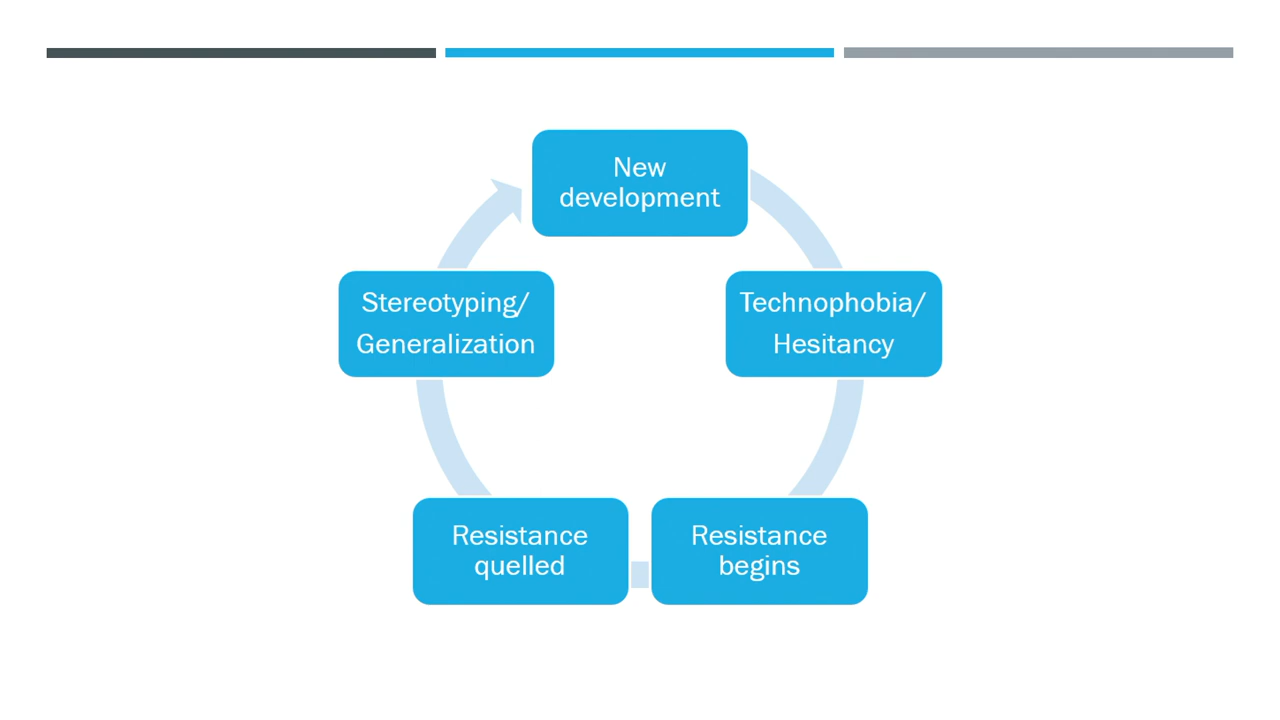 New
development
Technophobia/
Hesitancy
Resistance
begins
Resistance
quelled
Stereotyping/
Generalization